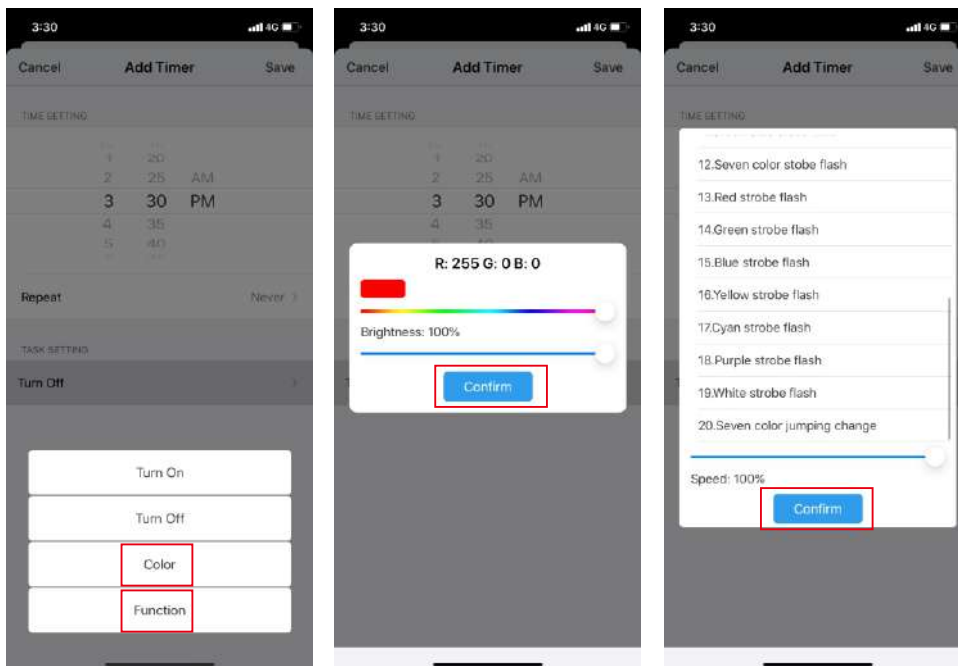 3:30
4G
Cancel
Add Timer
Save
TIME SETTING
1 20
2 25 AM
3 30 PM
4 35
5 40
Repeat
Never
TASK SETTING
Turn Off
Turn On
Turn Off
Color
Function
3:30
4G
Cancel
Add Timer
Save
TIME SETTING
1 20
2 25 AM
3 30 PM
4 35
R: 255 G: 0 B: 0
Brightness: 100%
Confirm
3:30
4G
Cancel
Add Timer
Save
TIME SETTING
12.Seven color stobe flash
13.Red strobe flash
14.Green strobe flash
15.Blue strobe flash
16.Yellow strobe flash
17.Cyan strobe flash
18.Purple strobe flash
19.White strobe flash
20.Seven color jumping change
Speed: 100%
Confirm